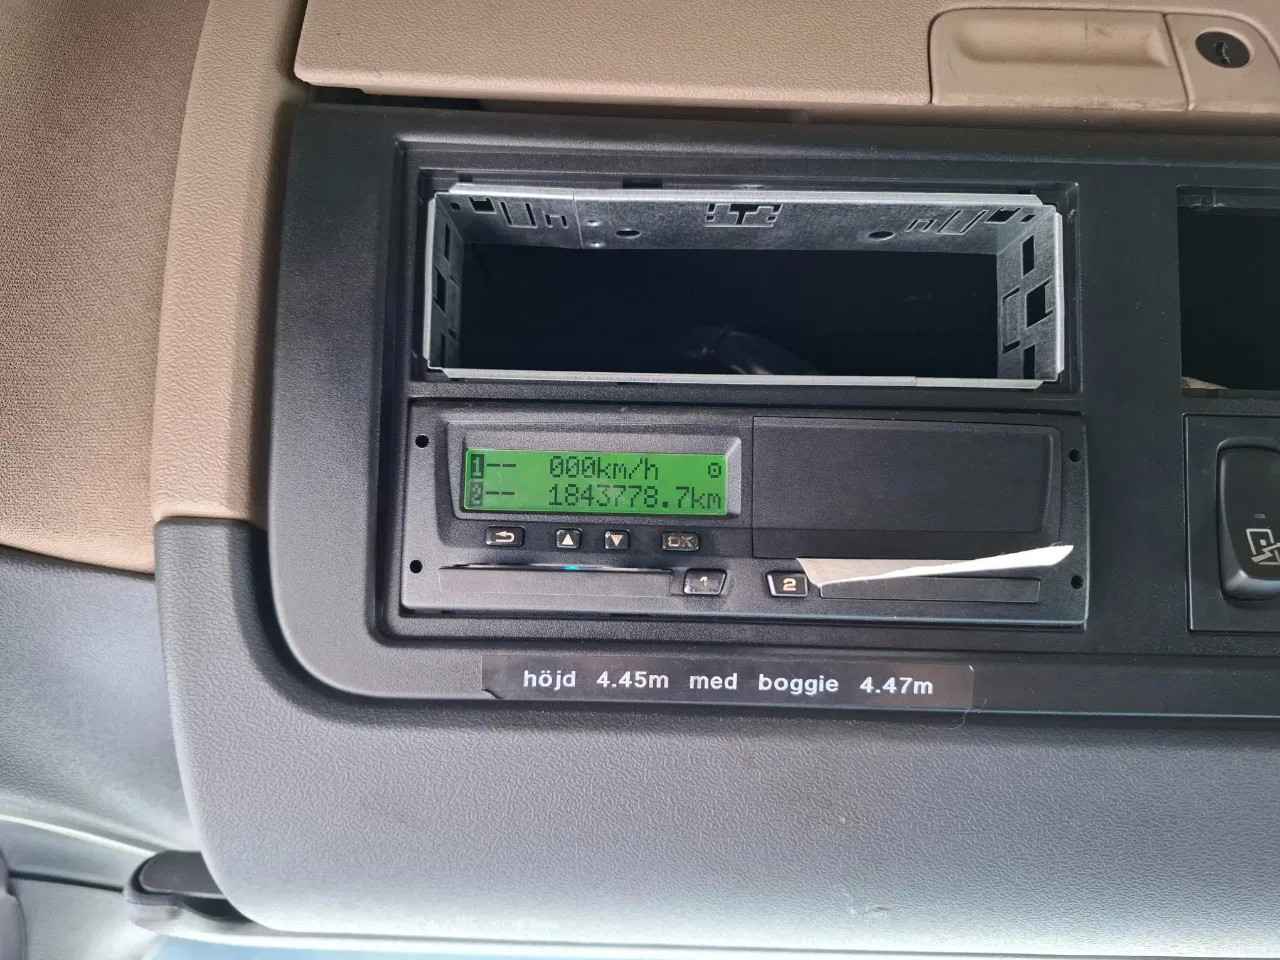 1-- 000km/h
2-- 1843778.7km
OK
1 2
höjd 4.45m med boggie 4.47m